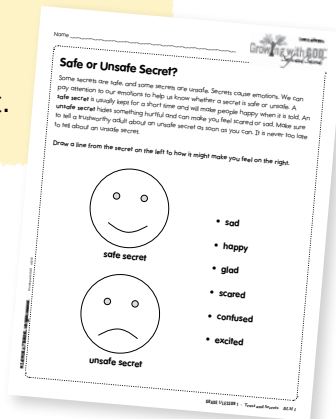 Name
Growing with GOD
Safe or Unsafe Secret?
Some secrets are safe, and some secrets are unsafe. Secrets cause emotions. We can
pay attention to our emotions to help us know whether a secret is safe or unsafe. A
safe secret is usually kept for a short time and will make people happy when it is told. An
unsafe secret hides something hurtful and can make you feel scared or sad. Make sure
to tell a trustworthy adult about an unsafe secret as soon as you can. It is never too late
to tell about an unsafe secret.
Draw a line from the secret on the left to how it might make you feel on the right.
safe secret
• sad
• happy
• glad
• scared
• confused
• excited
unsafe secret